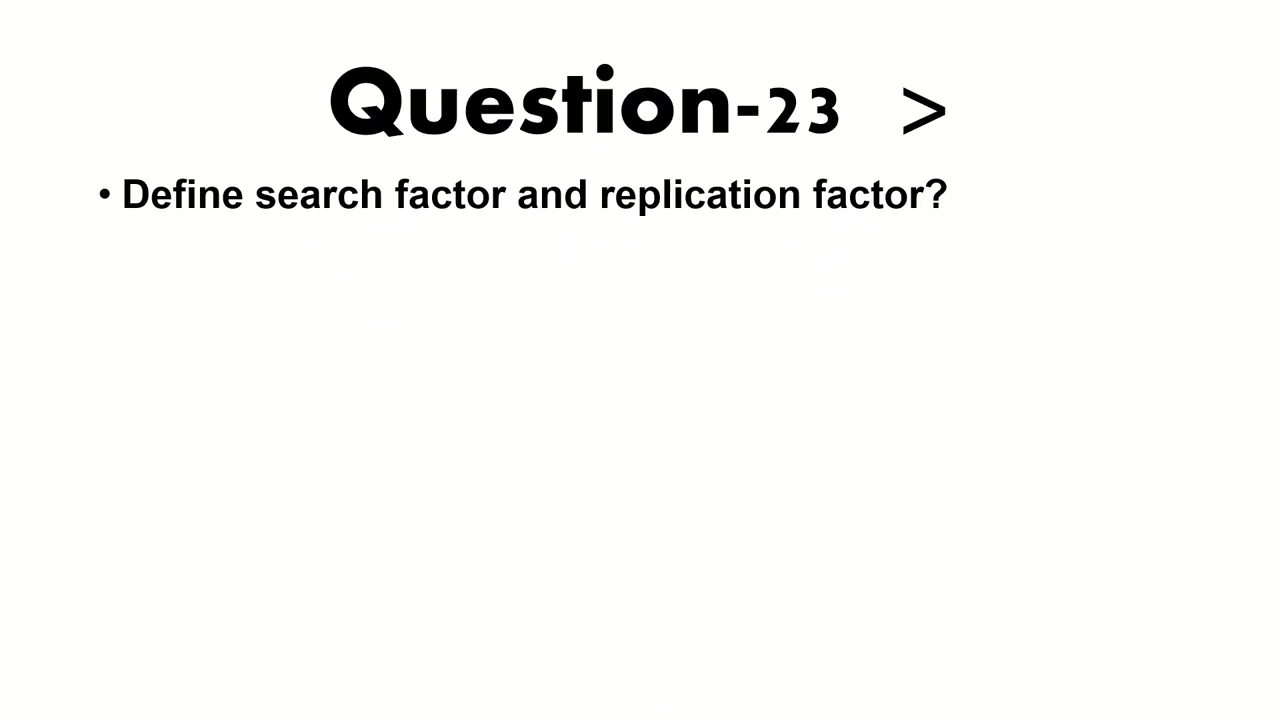 Question-23 >
• Define search factor and replication factor?